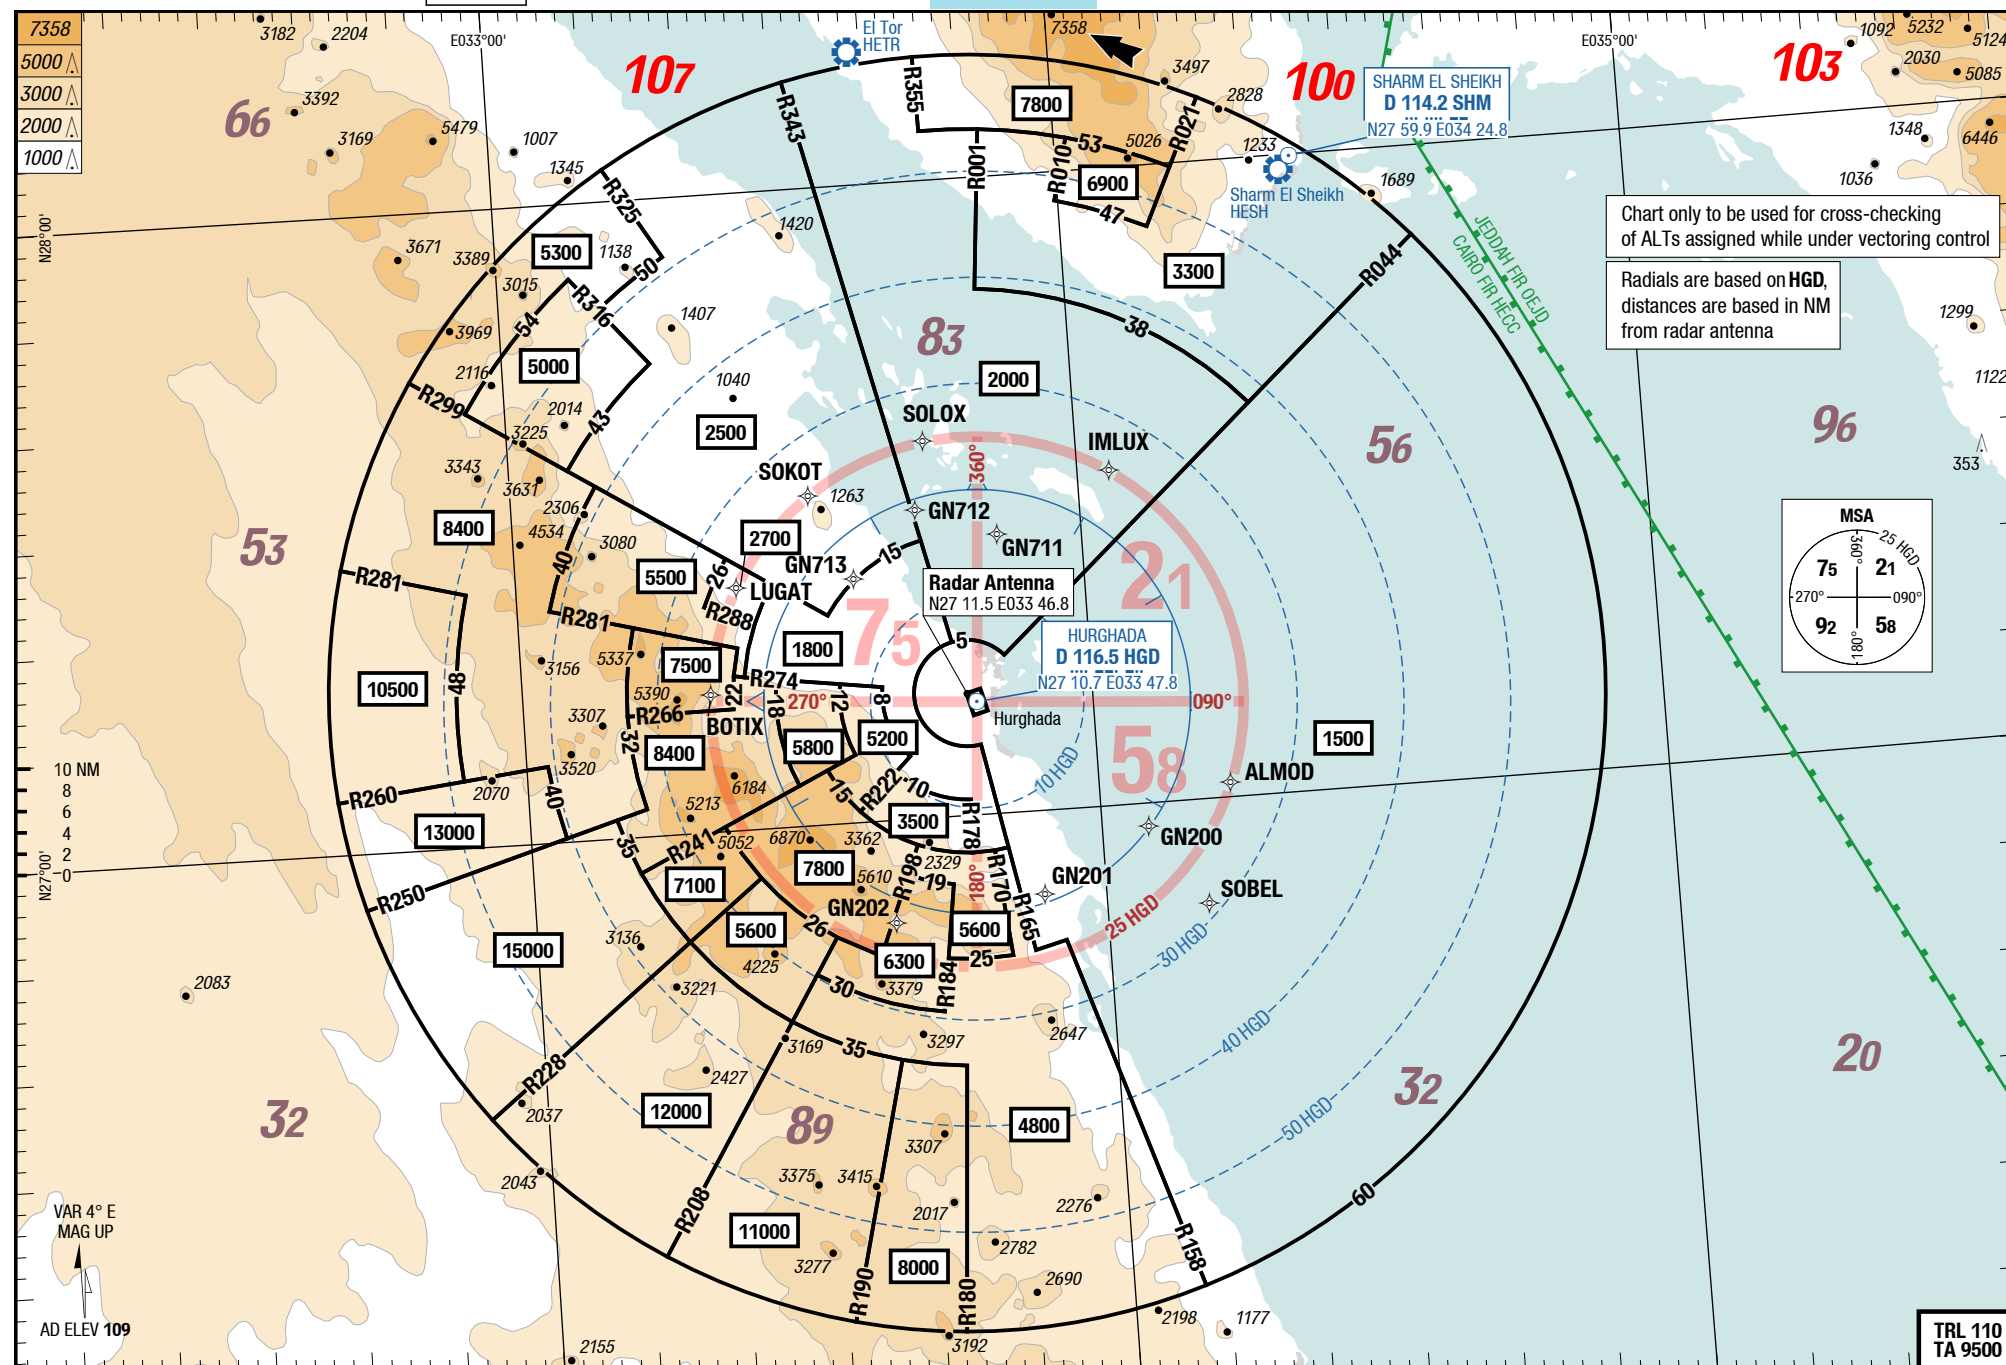 7358
5000
3000
2000
1000
3182
2204
E033°00'
El Tor
HETR
7358
E035°00'
1092
5232
5124
2030
5085
66
107
100
103
3392
3169
5479
1007
1345
R343
R355
7800
3497
2828
R021
SHARM EL SHEIKH
D 114.2 SHM
N27 59.9 E034 24.8
1348
6446
1036
R325
R001
R010
53
5026
6900
47
1233
Sharm El Sheikh
HESH
1689
Chart only to be used for cross-checking
of ALTs assigned while under vectoring control
Radials are based on HGD,
distances are based in NM
from radar antenna
N28°00'
3671
3389
5300
1138
50
1420
3300
R044
JEDDAH FIR OEJD
CAIRO FIR HECC
3015
R316
54
3969
1407
83
38
1299
5000
2116
R299
2014
43
1040
2500
2000
1122
SOLOX
IMLUX
56
96
353
3225
3343
3631
2306
SOKOT
1263
360°
GN712
GN711
53
8400
4534
40
3080
2700
15
GN713
LUGAT
5500
26
R288
21
Radar Antenna
N27 11.5 E033 46.8
MSA
25 HGD
360°
75
21
270°
090°
92
58
180°
R281
R281
75
1800
5
HURGHADA
D 116.5 HGD
N27 10.7 E033 47.8
3156
5337
7500
R274
10500
48
5390
R266
22
BOTIX
270°
18
12
8
090°
Hurghada
3307
32
8400
5800
5200
58
1500
10 NM
8
6
4
2
0
R260
2070
3520
40
6184
15
R222
10
10 HGD
ALMOD
13000
5213
R241
5052
6870
3362
3500
R178
GN200
N27°00'
35
7100
7800
5610
R198
2329
19
180°
R170
GN201
R165
SOBEL
R250
GN202
5600
26
5600
25
25 HGD
30 HGD
15000
3136
4225
6300
R184
2083
3221
30
3379
2647
40 HGD
20
R228
2037
3169
35
3297
2427
12000
32
89
4800
50 HGD
32
3307
2043
3375
3415
2017
2276
60
VAR 4° E
MAG UP
R208
11000
R158
3277
8000
2782
2690
R190
R180
AD ELEV 109
2198
1177
2155
3192
TRL 110
TA 9500